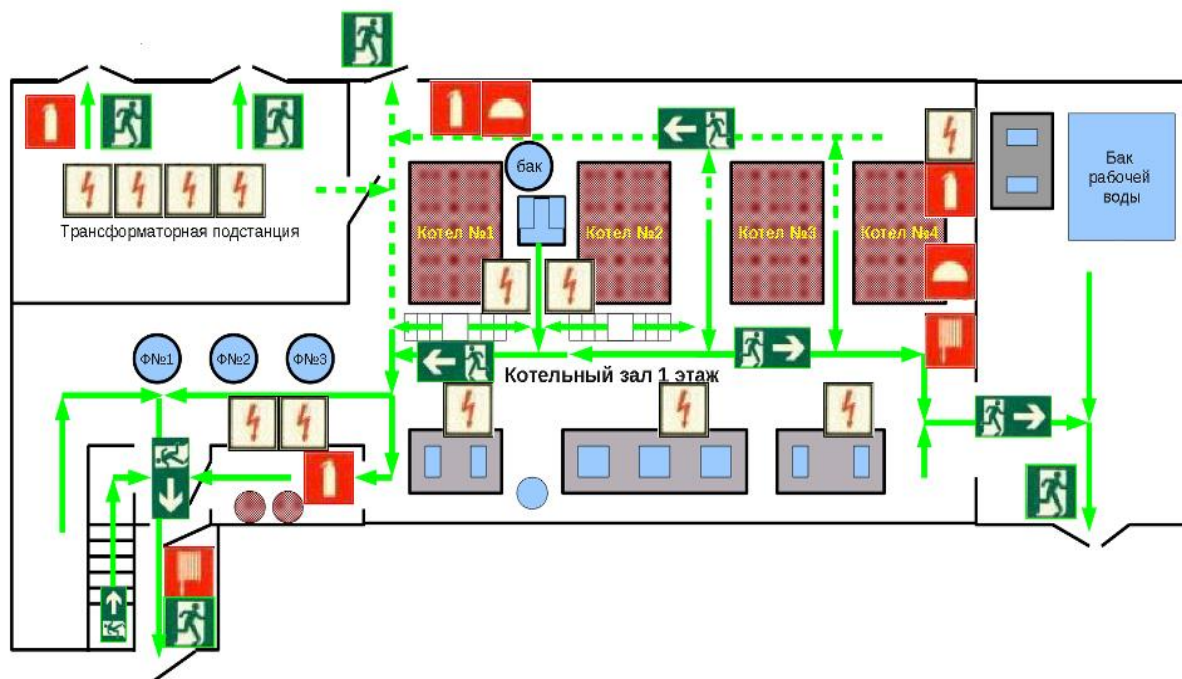 бак
Бак
рабочей
воды
Котел №1
Котел №2
Котел №3
Котел №4
Трансформаторная подстанция
Ф№1
Ф№2
Ф№3
Котельный зал 1 этаж